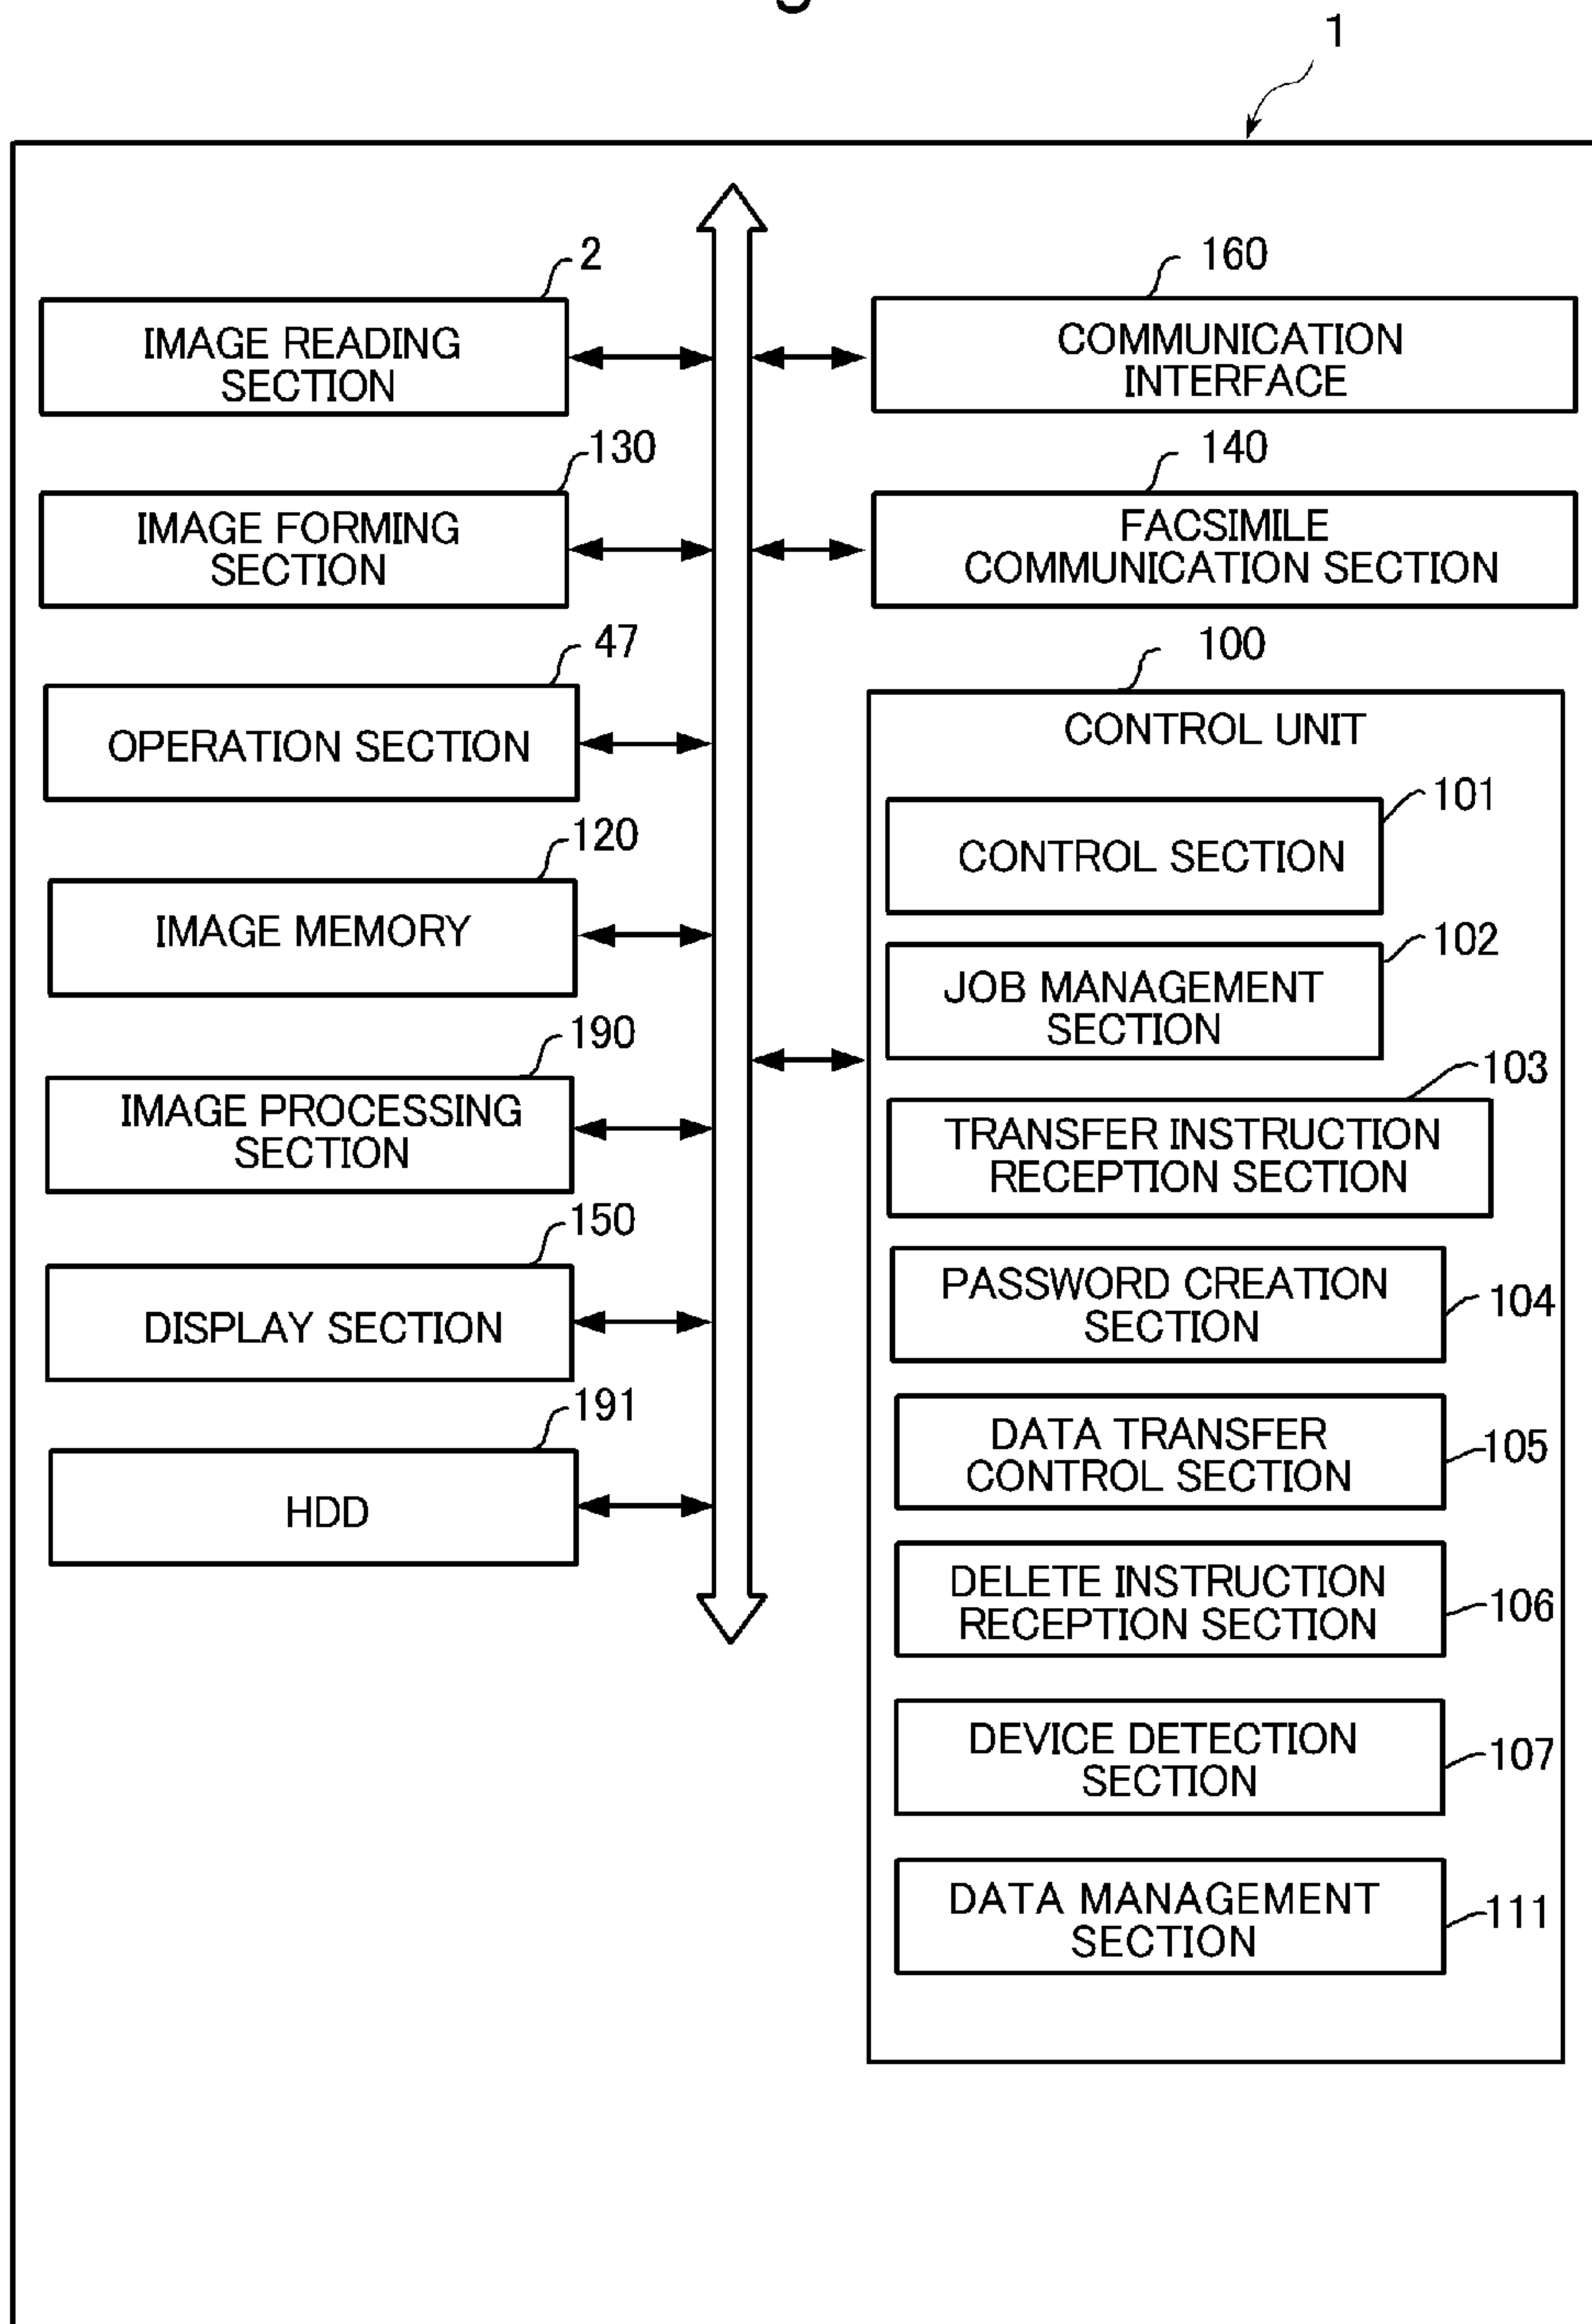 1
2
IMAGE READING
SECTION
130
IMAGE FORMING
SECTION
47
OPERATION SECTION
120
IMAGE MEMORY
190
IMAGE PROCESSING
SECTION
150
DISPLAY SECTION
191
HDD
160
COMMUNICATION
INTERFACE
140
FACSIMILE
COMMUNICATION SECTION
100
CONTROL UNIT
101
CONTROL SECTION
102
JOB MANAGEMENT
SECTION
103
TRANSFER INSTRUCTION
RECEPTION SECTION
PASSWORD CREATION
SECTION
104
DATA TRANSFER
CONTROL SECTION
105
DELETE INSTRUCTION
RECEPTION SECTION
106
DEVICE DETECTION
SECTION
107
DATA MANAGEMENT
SECTION
111